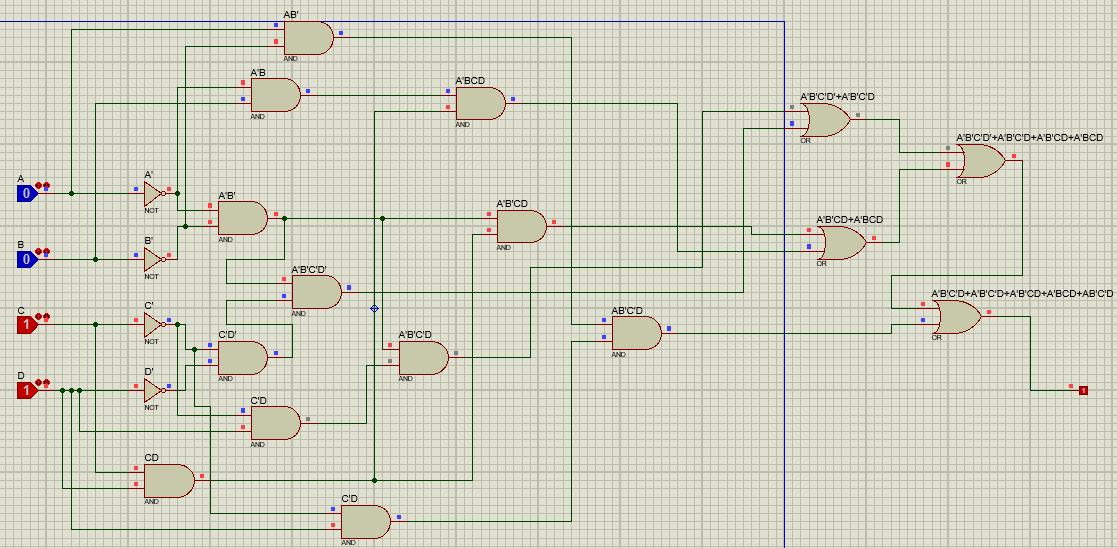 AB'
AND
A'B
AND
A'BCD
AND
A'B'C'D'+A'B'C'D
OR
A'B'C'D'+A'B'C'D+A'B'CD+A'BCD
OR
A
0
A'
NOT
A'B'
AND
A'B'CD
AND
A'B'CD+A'BCD
OR
B
0
B'
NOT
A'B'C'D'
AND
A'B'C'D+A'B'C'D+A'B'CD+A'BCD+AB'C'D
OR
C
1
C'
NOT
C'D'
AND
A'B'C'D
AND
AB'C'D
AND
D
1
D'
NOT
1
C'D
AND
CD
AND
C'D
AND